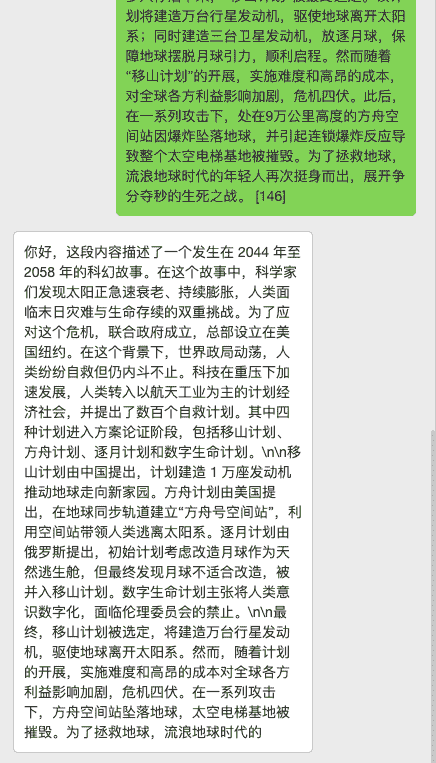 划将建造万台行星发动机，驱使地球离开太阳
系；同时建造三台卫星发动机，放逐月球，保
障地球摆脱月球引力，顺利启程。然而随着
“移山计划”的开展，实施难度和高昂的成本，
对全球各方利益影响加剧，危机四伏。此后，
在一系列攻击下，处在9万公里高度的方舟空
间站因爆炸坠落地球，并引起连锁爆炸反应导
致整个太空电梯基地被摧毁。为了拯救地球，
流浪地球时代的年轻人再次挺身而出，展开争
分夺秒的生死之战。 [146]
你好，这段内容描述了一个发生在 2044 年至
2058 年的科幻故事。在这个故事中，科学家
们发现太阳正急速衰老、持续膨胀，人类面
临末日灾难与生命存续的双重挑战。为了应
对这个危机，联合政府成立，总部设立在美
国纽约。在这个背景下，世界政局动荡，人
类纷纷自救但仍内斗不止。科技在重压下加
速发展，人类转入以航天工业为主的计划经
济社会，并提出了数百个自救计划。其中四
种计划进入方案论证阶段，包括移山计划、
方舟计划、逐月计划和数字生命计划。\n\n移
山计划由中国提出，计划建造 1 万座发动机
推动地球走向新家园。方舟计划由美国提
出，在地球同步轨道建立“方舟号空间站”，利
用空间站带领人类逃离太阳系。逐月计划由
俄罗斯提出，初始计划考虑改造月球作为天
然逃生舱，但最终发现月球不适合改造，被
并入移山计划。数字生命计划主张将人类意
识数字化，面临伦理委员会的禁止。\n\n最
终，移山计划被选定，将建造万台行星发动
机，驱使地球离开太阳系。然而，随着计划
的开展，实施难度和高昂的成本对全球各方
利益影响加剧，危机四伏。在一系列攻击
下，方舟空间站坠落地球，太空电梯基地被
摧毁。为了拯救地球，流浪地球时代的